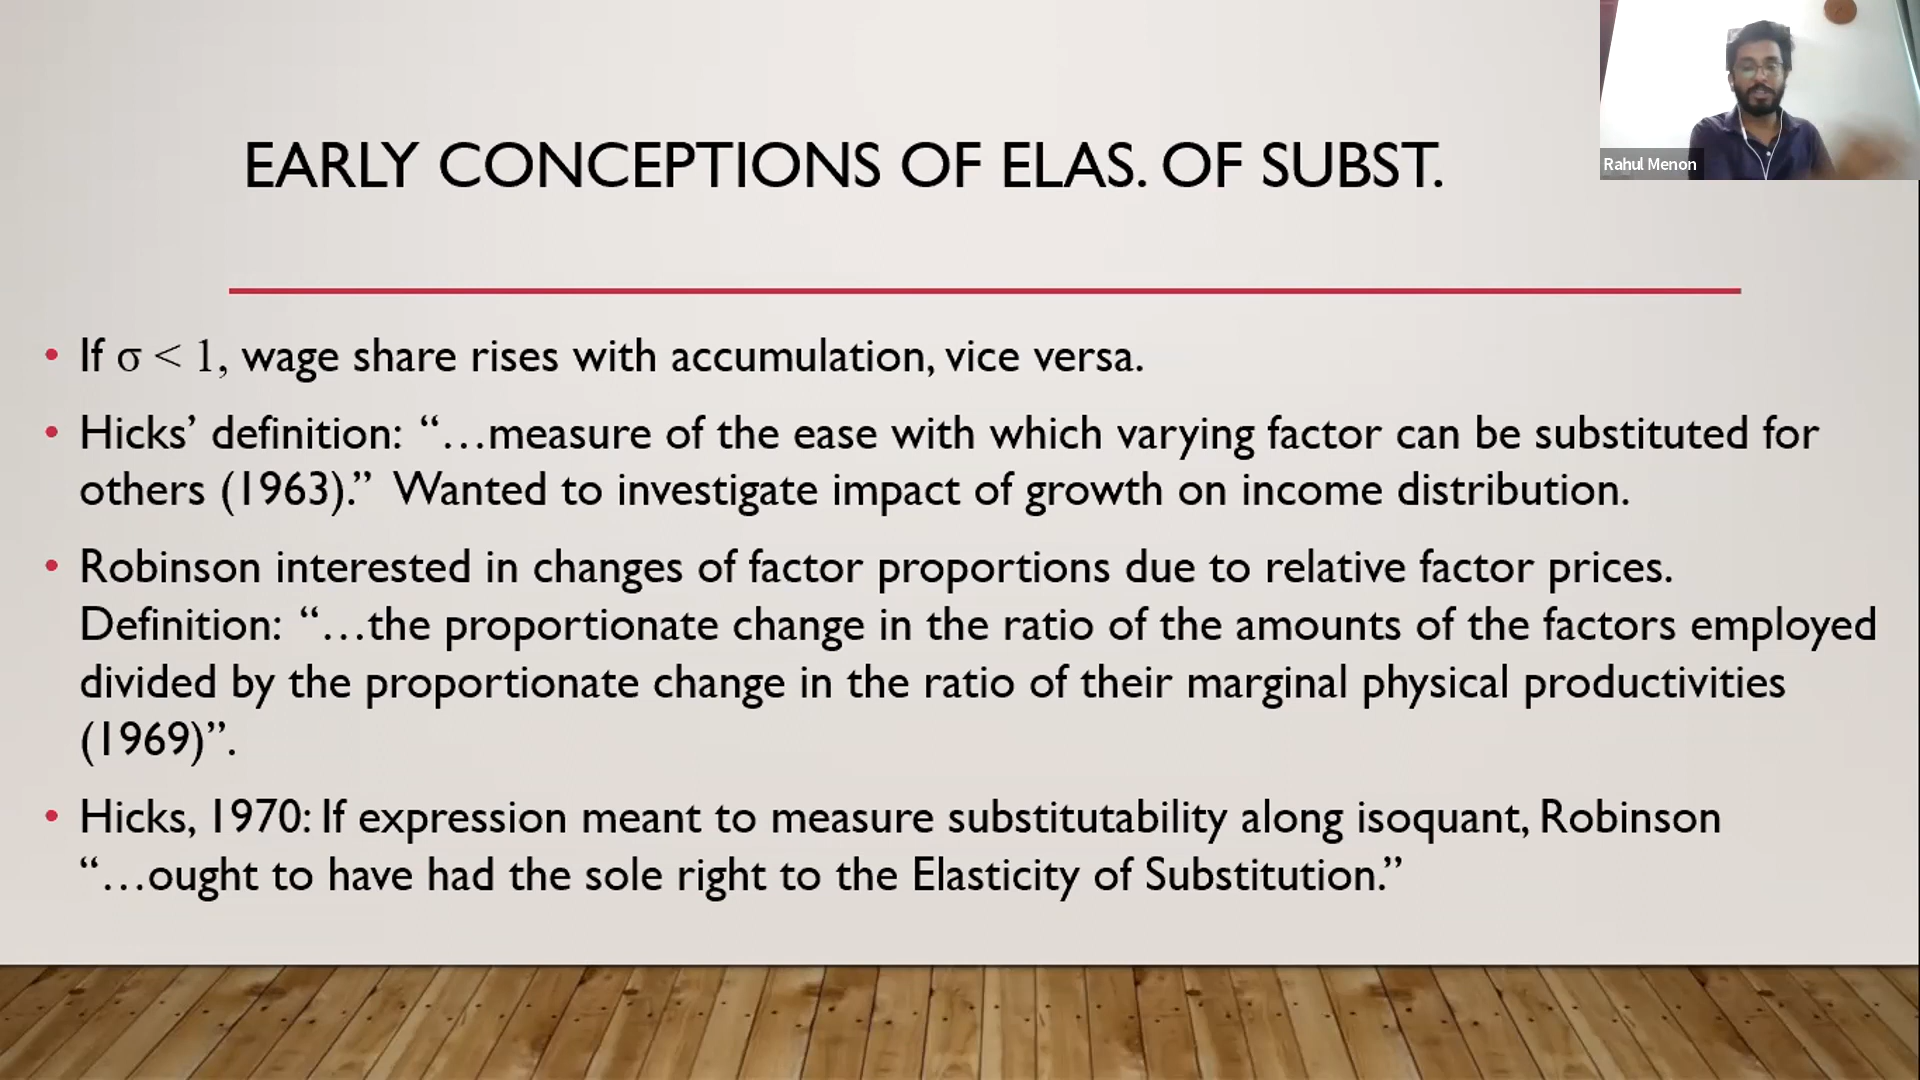 EARLY CONCEPTIONS OF ELAS. OF SUBST.
Rahul Menon
• If σ < 1, wage share rises with accumulation, vice versa.
• Hicks’ definition: “…measure of the ease with which varying factor can be substituted for
others (1963).” Wanted to investigate impact of growth on income distribution.
• Robinson interested in changes of factor proportions due to relative factor prices.
Definition: “…the proportionate change in the ratio of the amounts of the factors employed
divided by the proportionate change in the ratio of their marginal physical productivities
(1969)”.
• Hicks, 1970: If expression meant to measure substitutability along isoquant, Robinson
“…ought to have had the sole right to the Elasticity of Substitution.”